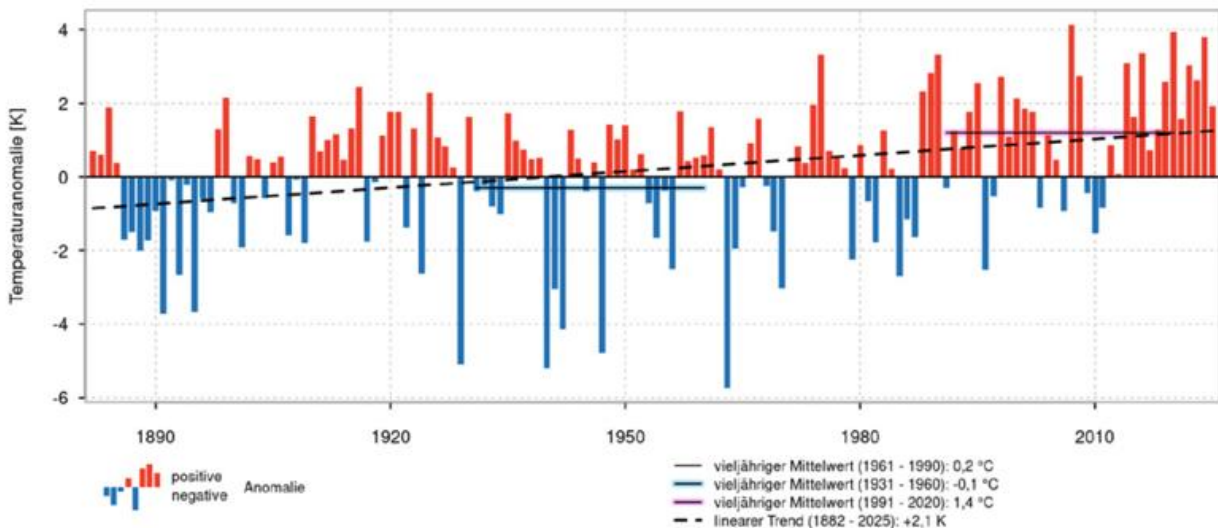 Temperaturanomalie [K]
4
2
0
-2
-4
-6
1890 1920 1950 1980 2010
positive
negative
Anomalie
vieljähriger Mittelwert (1961 - 1990): 0,2 °C
vieljähriger Mittelwert (1931 - 1960): -0,1 °C
vieljähriger Mittelwert (1991 - 2020): 1,4 °C
linearer Trend (1882 - 2025): +2,1 K